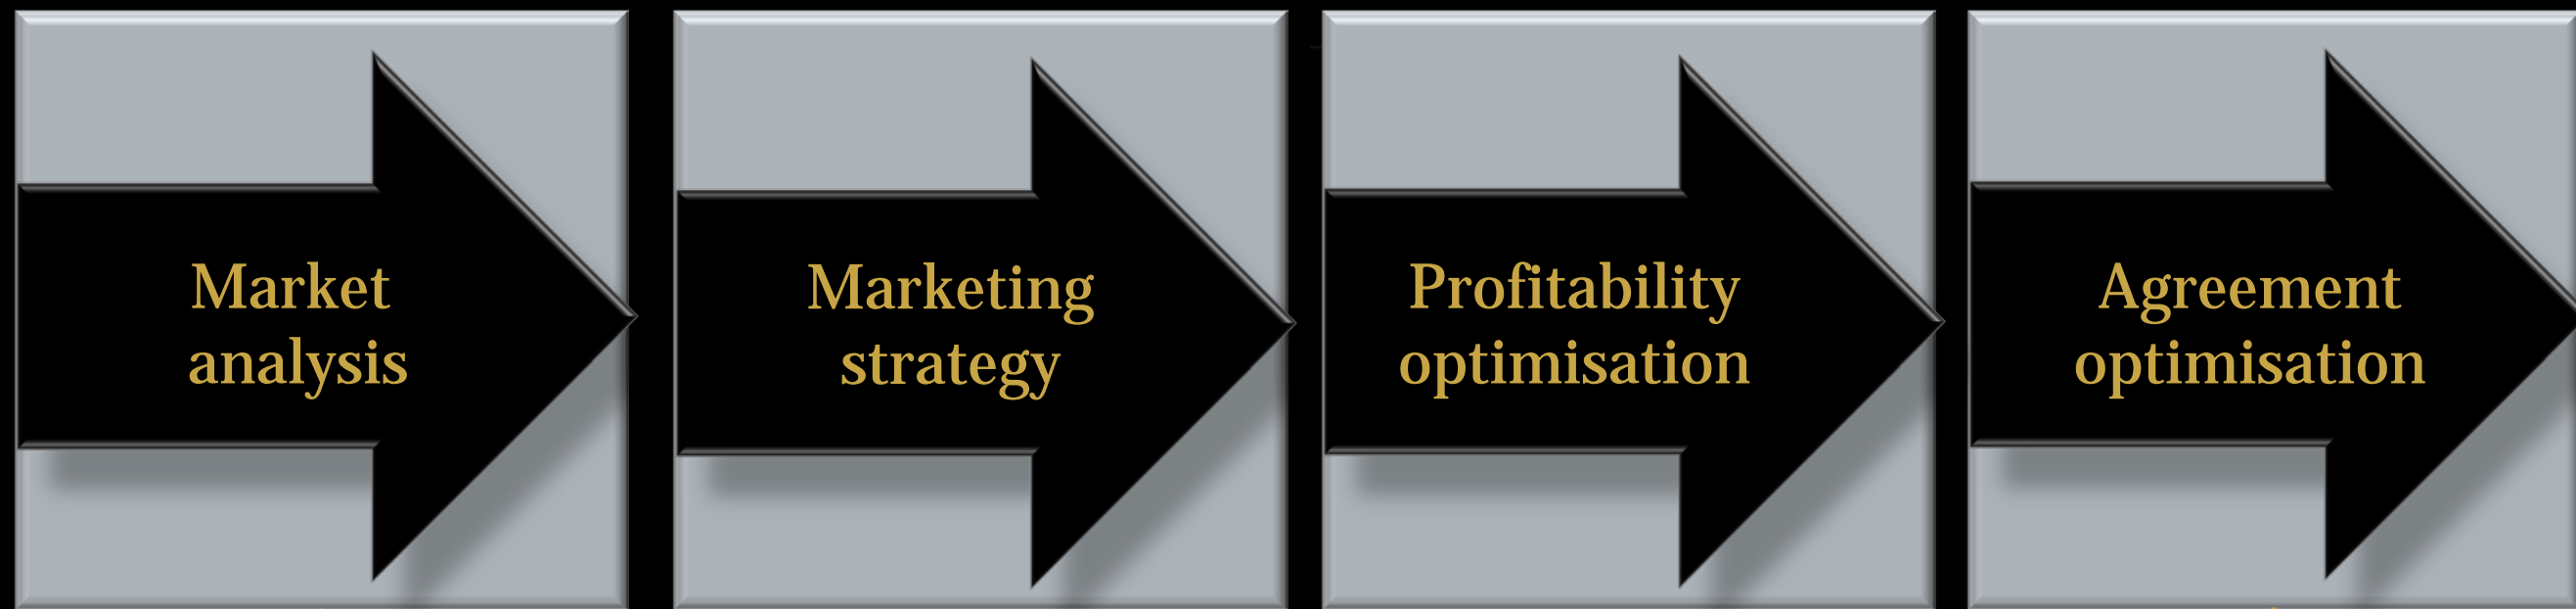 Market
analysis
Marketing
strategy
Profitability
optimisation
Agreement
optimisation